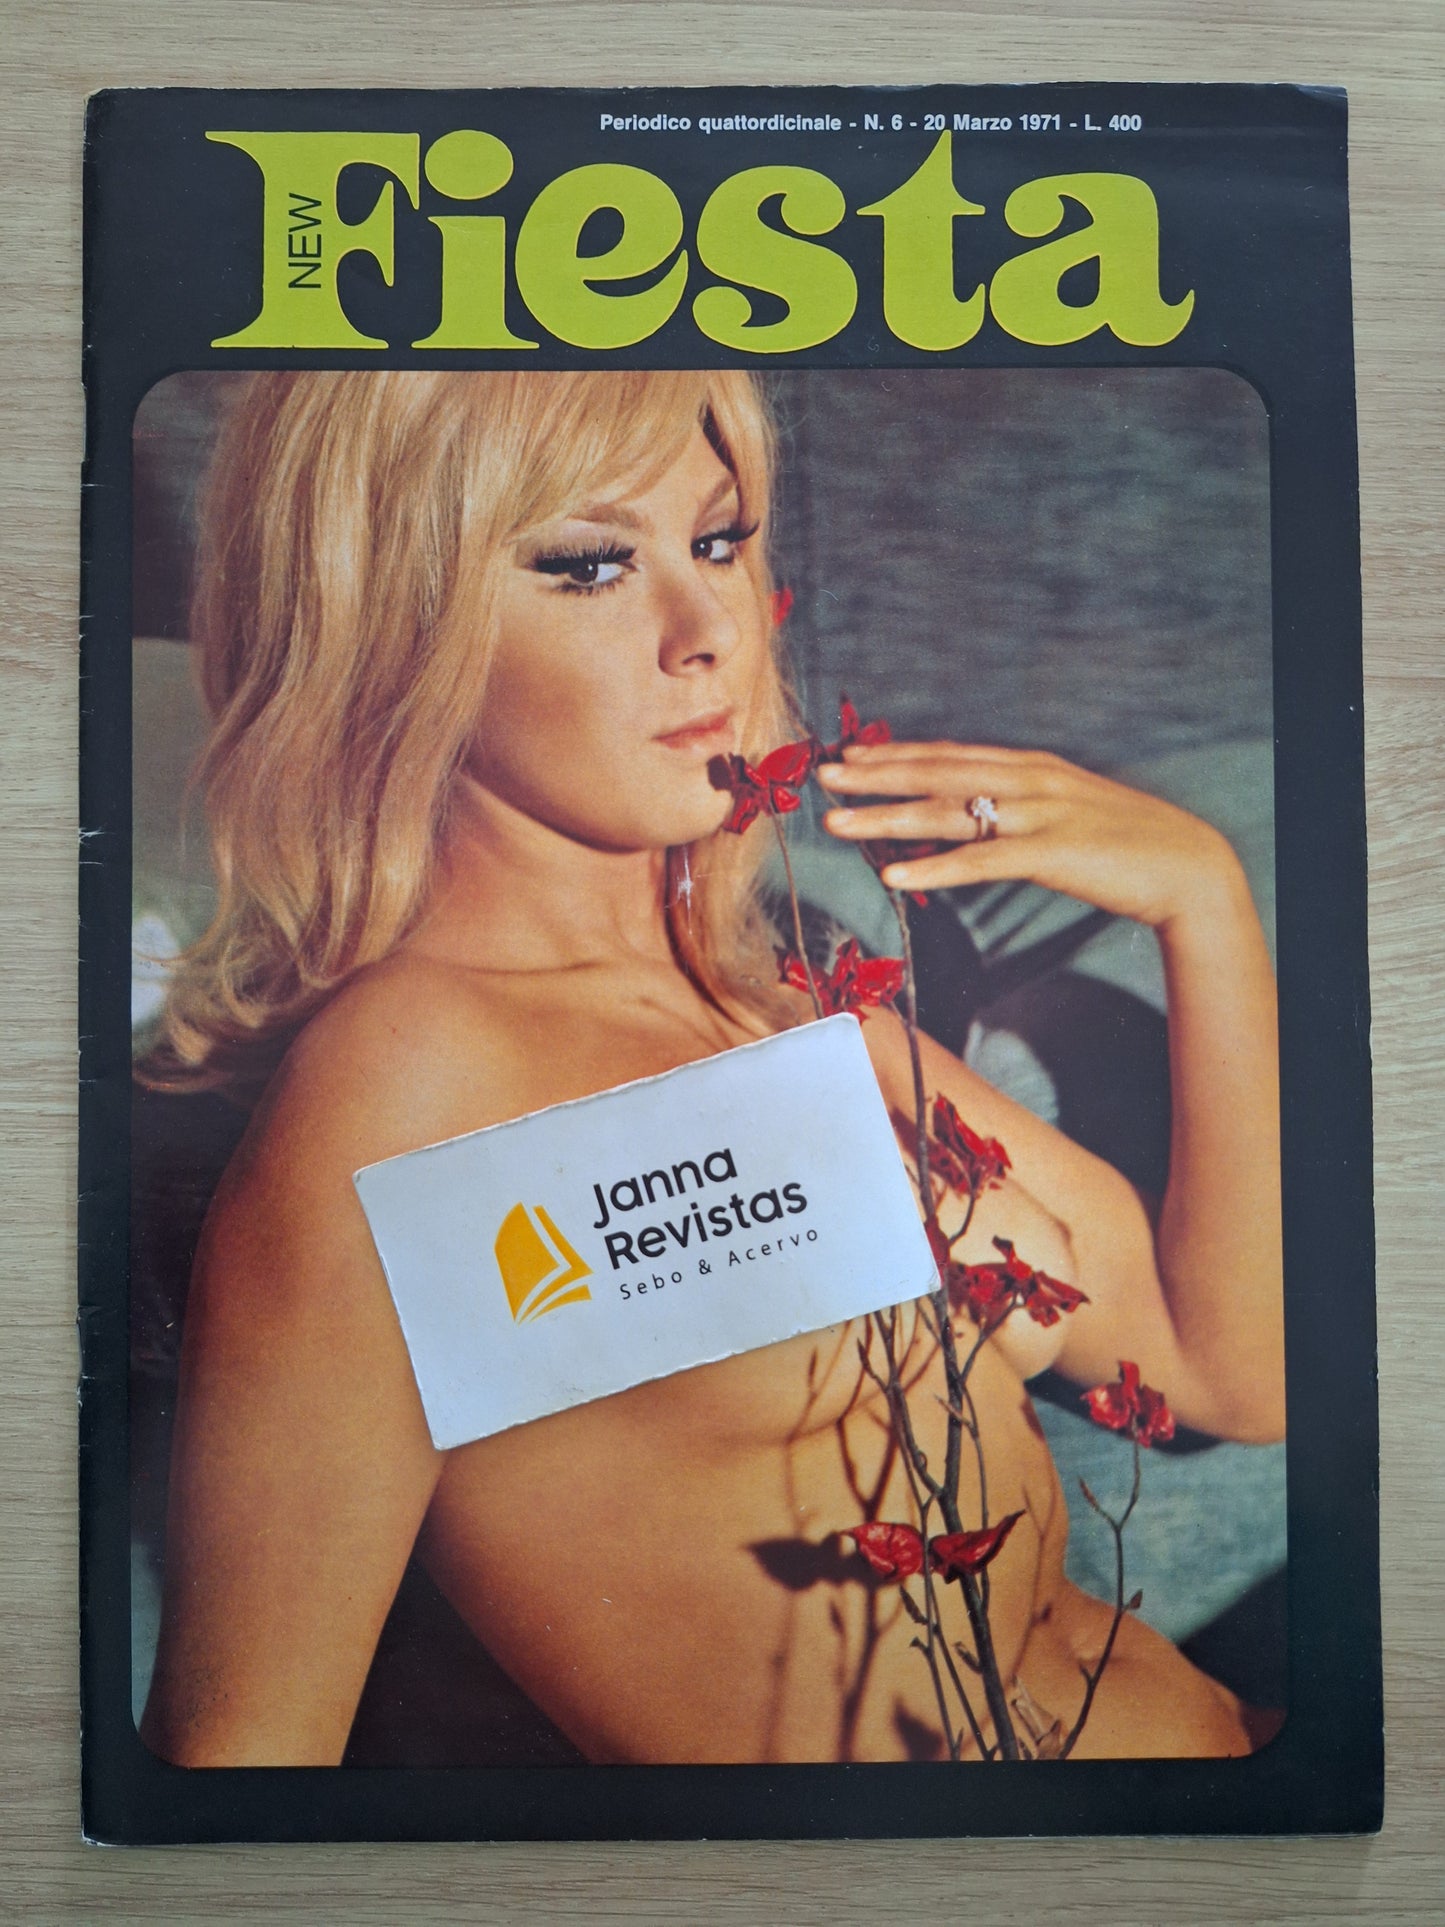 Periodico quattordicinale - N. 6 - 20 Marzo 1971 - L. 400
NEW
Fiesta
Janna
Revistas
Sebo & Acervo